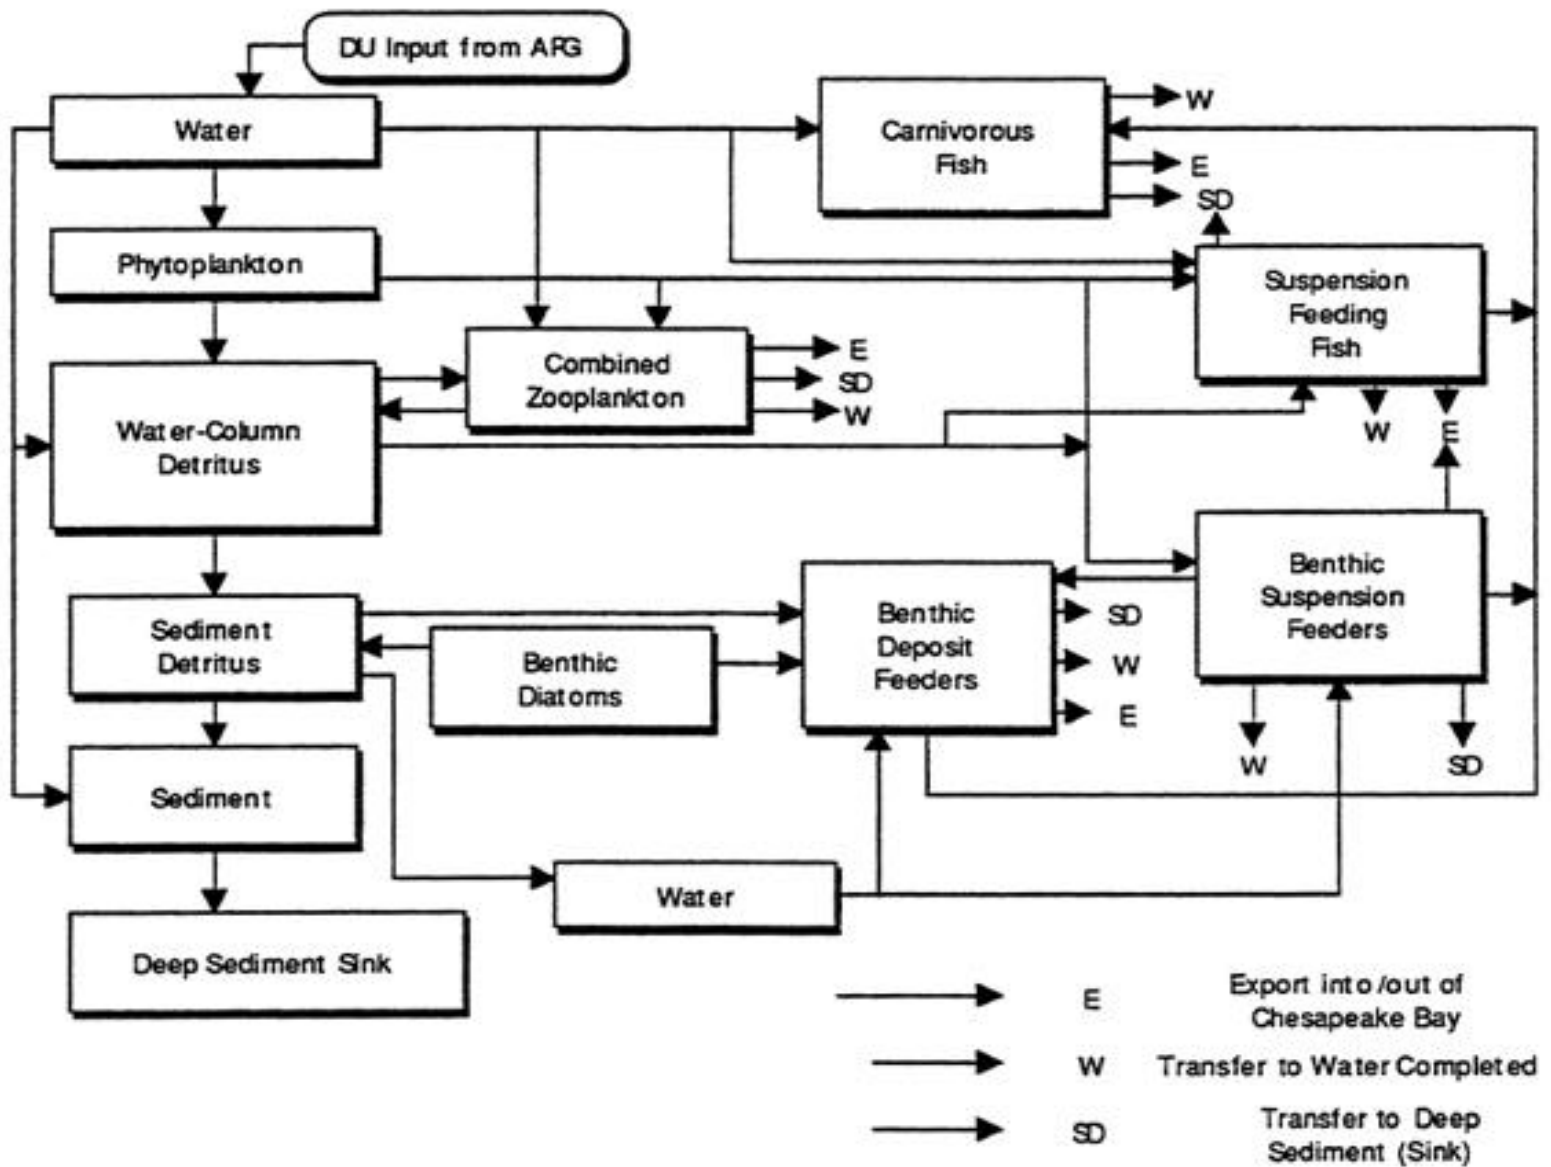 DU Input from APG
Water
Carnivorous
Fish
W
E
SD
Phytoplankton
Suspension
Feeding
Fish
Combined
Zooplankton
E
SD
W
Water-Column
Detritus
W
E
Benthic
Suspension
Feeders
Sediment
Detritus
Benthic
Diatoms
Benthic
Deposit
Feeders
SD
W
E
W
SD
Sediment
Water
Deep Sediment Sink
E
Export into/out of
Chesapeake Bay
W
Transfer to Water Completed
SD
Transfer to Deep
Sediment (Sink)